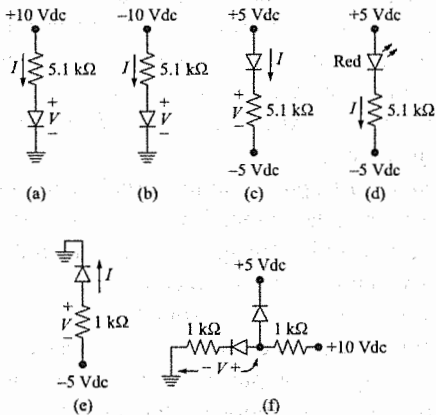 +10 Vdc
I
5.1 kΩ
+
V
−
(a)
−10 Vdc
I
5.1 kΩ
+
V
−
(b)
+5 Vdc
I
+
V
−
5.1 kΩ
−5 Vdc
(c)
+5 Vdc
Red
I
5.1 kΩ
−5 Vdc
(d)
I
+
V
−
1 kΩ
−5 Vdc
(e)
+5 Vdc
1 kΩ
1 kΩ
+10 Vdc
− V +
(f)